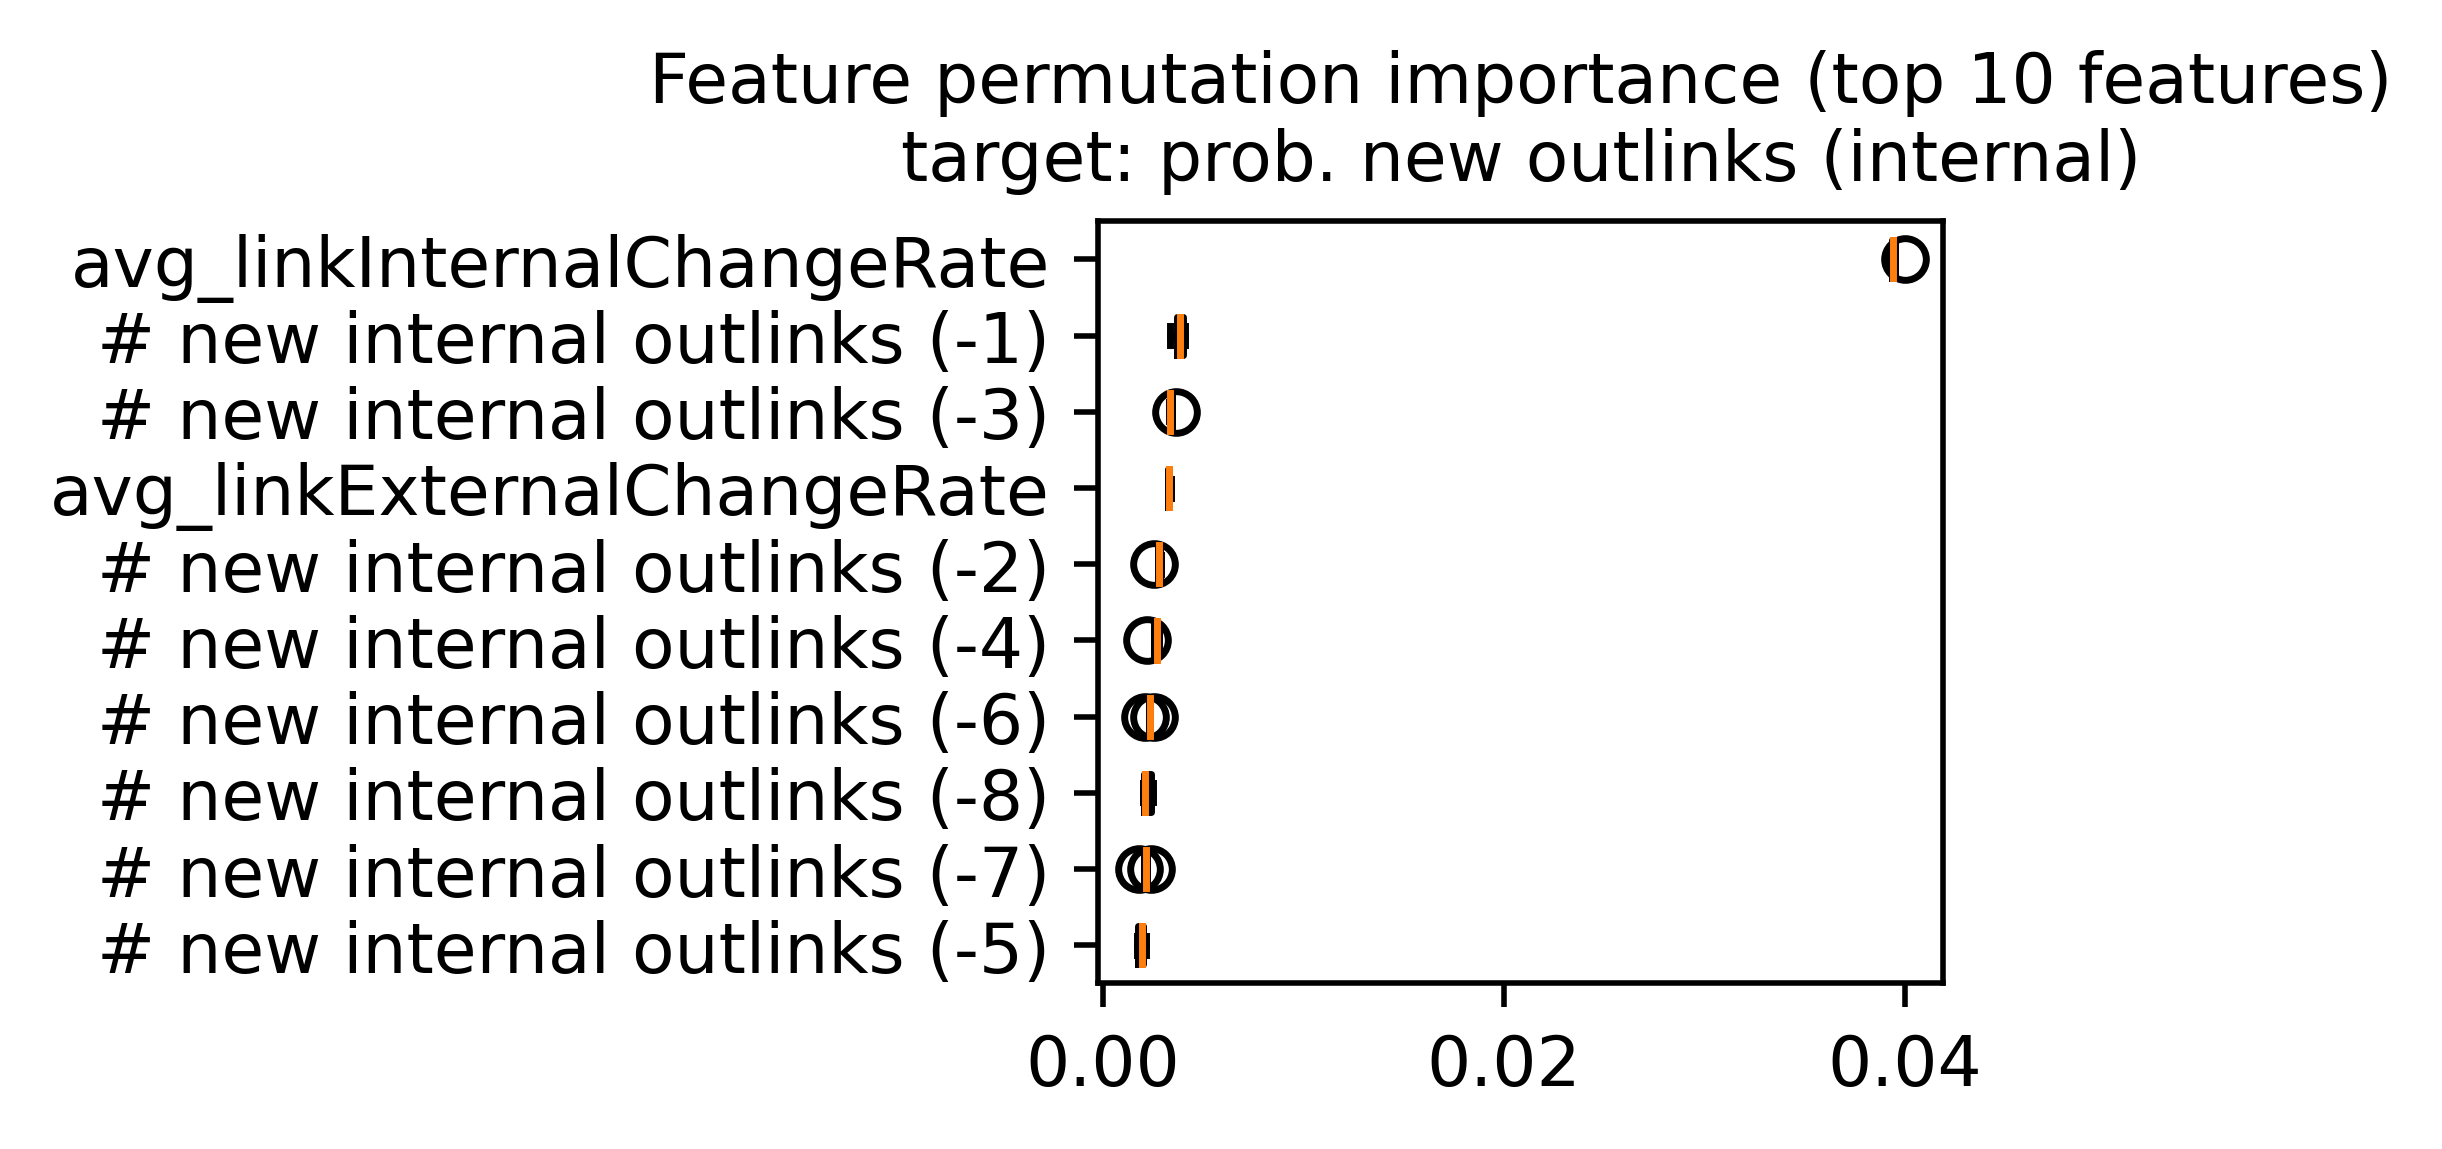 Feature permutation importance (top 10 features)
target: prob. new outlinks (internal)
avg_linkInternalChangeRate
# new internal outlinks (-1)
# new internal outlinks (-3)
avg_linkExternalChangeRate
# new internal outlinks (-2)
# new internal outlinks (-4)
# new internal outlinks (-6)
# new internal outlinks (-8)
# new internal outlinks (-7)
# new internal outlinks (-5)
0.00 0.02 0.04